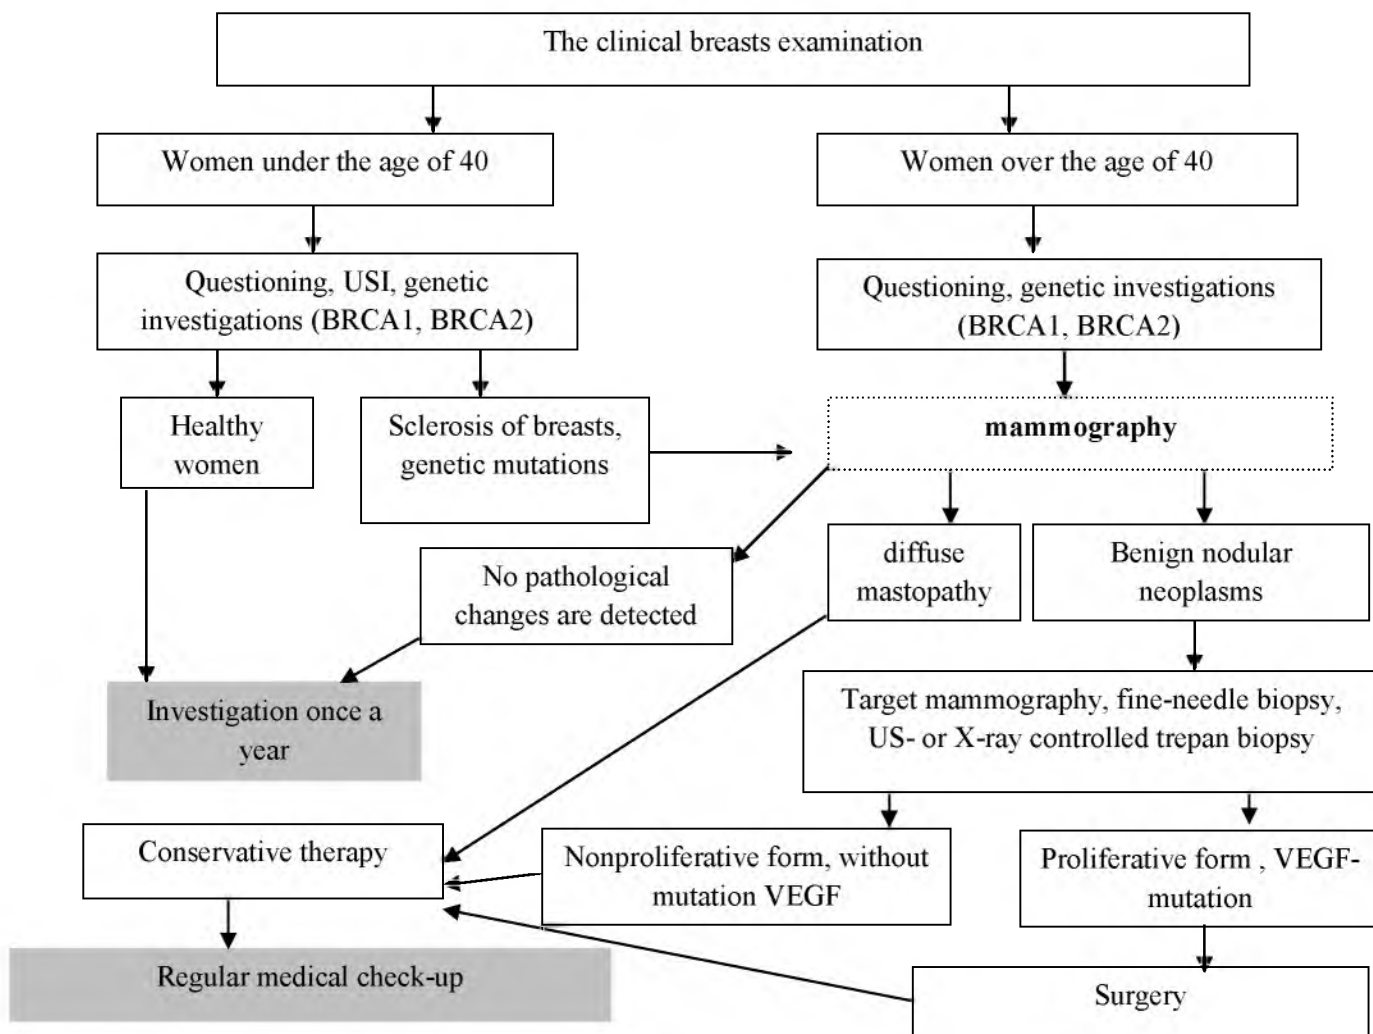 The clinical breasts examination
Women under the age of 40
Women over the age of 40
Questioning, USI, genetic
investigations (BRCA1, BRCA2)
Questioning, genetic investigations
(BRCA1, BRCA2)
Healthy
women
Sclerosis of breasts,
genetic mutations
mammography
No pathological
changes are detected
diffuse
mastopathy
Benign nodular
neoplasms
Investigation once a
year
Target mammography, fine-needle biopsy,
US- or X-ray controlled trepan biopsy
Conservative therapy
Nonproliferative form, without
mutation VEGF
Proliferative form , VEGF-
mutation
Regular medical check-up
Surgery